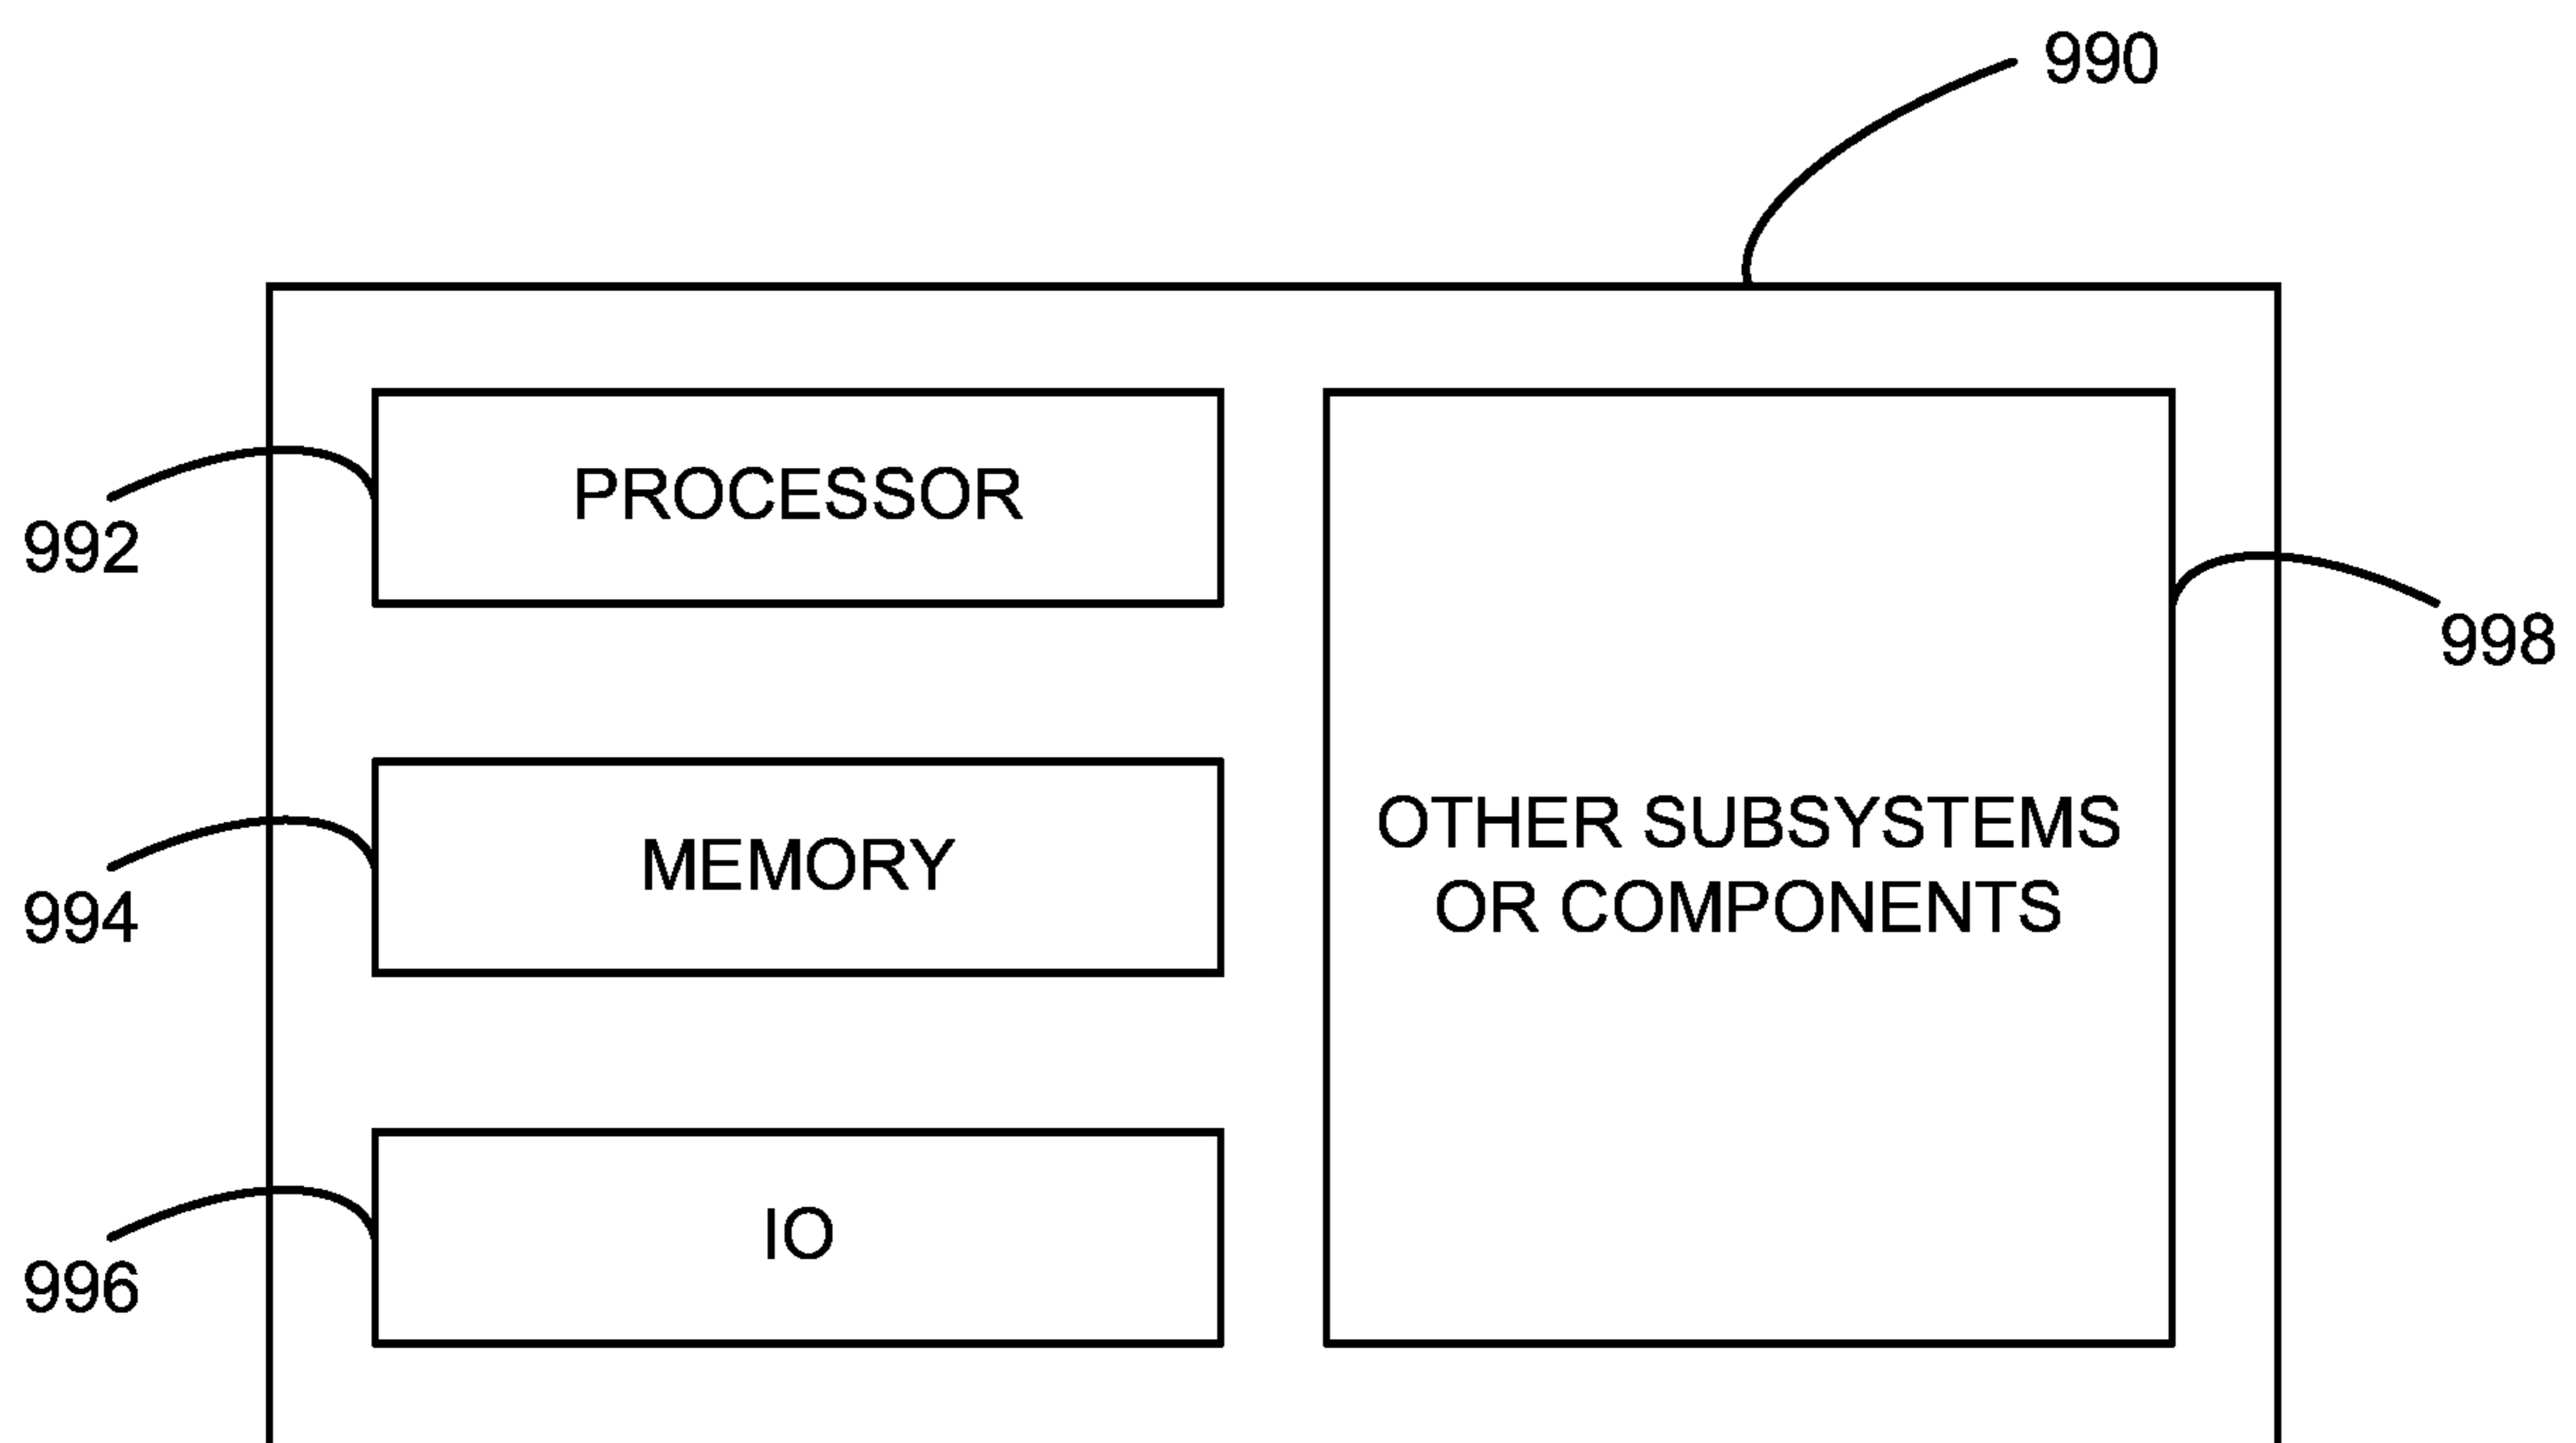 990
PROCESSOR
992
998
OTHER SUBSYSTEMS
OR COMPONENTS
MEMORY
994
IO
996